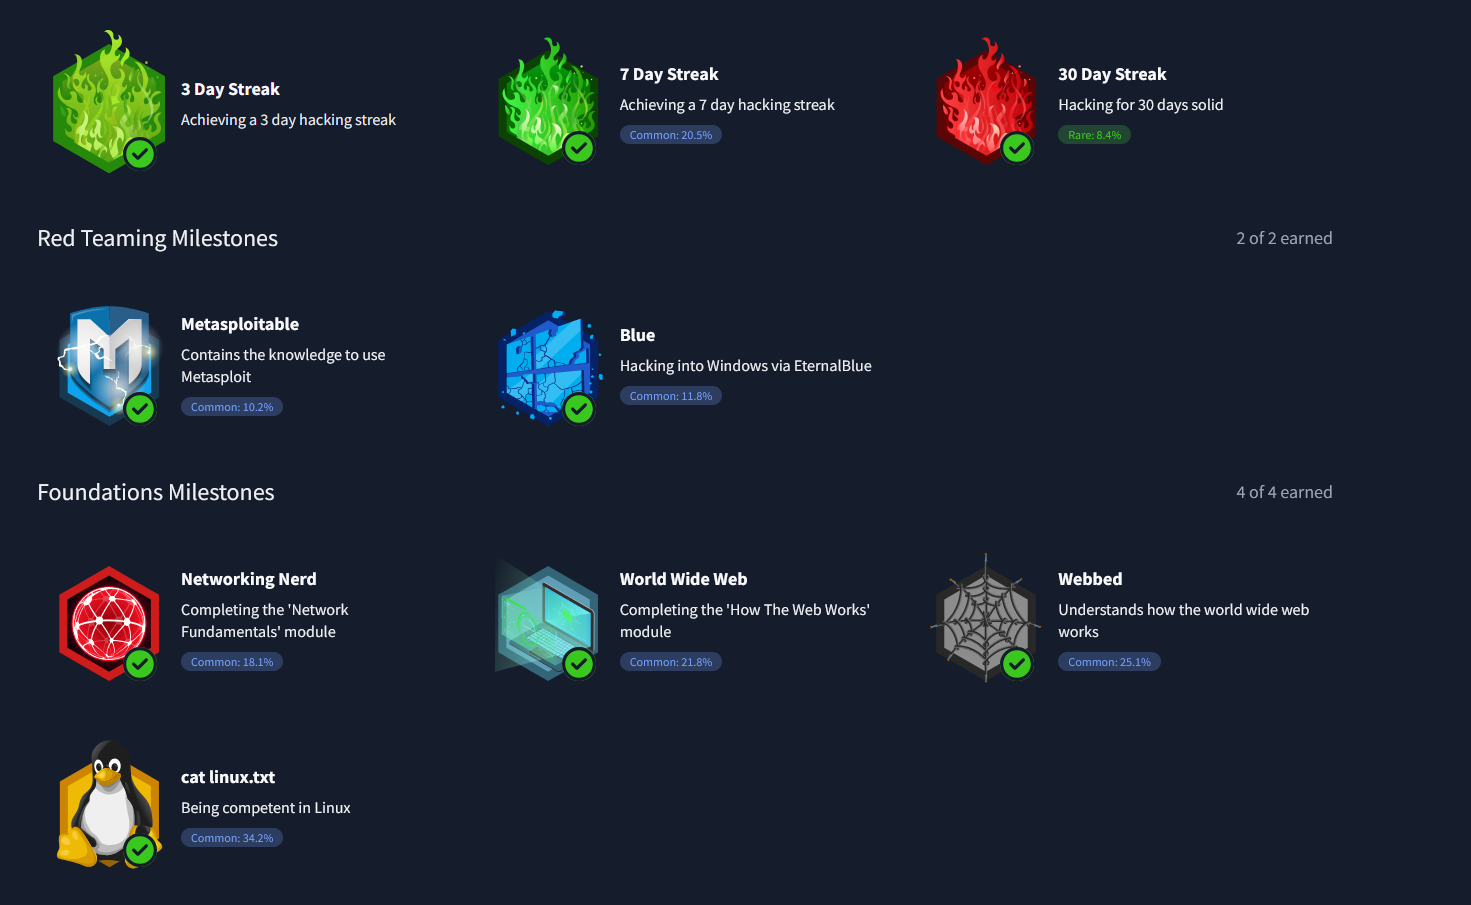 3 Day Streak
Achieving a 3 day hacking streak
7 Day Streak
Achieving a 7 day hacking streak
Common: 20.5%
30 Day Streak
Hacking for 30 days solid
Rare: 8.4%
Red Teaming Milestones
2 of 2 earned
Metasploitable
Contains the knowledge to use
Metasploit
Common: 10.2%
Blue
Hacking into Windows via EternalBlue
Common: 11.8%
Foundations Milestones
4 of 4 earned
Networking Nerd
Completing the 'Network
Fundamentals' module
Common: 18.1%
World Wide Web
Completing the 'How The Web Works'
module
Common: 21.8%
Webbed
Understands how the world wide web
works
Common: 25.1%
cat linux.txt
Being competent in Linux
Common: 34.2%